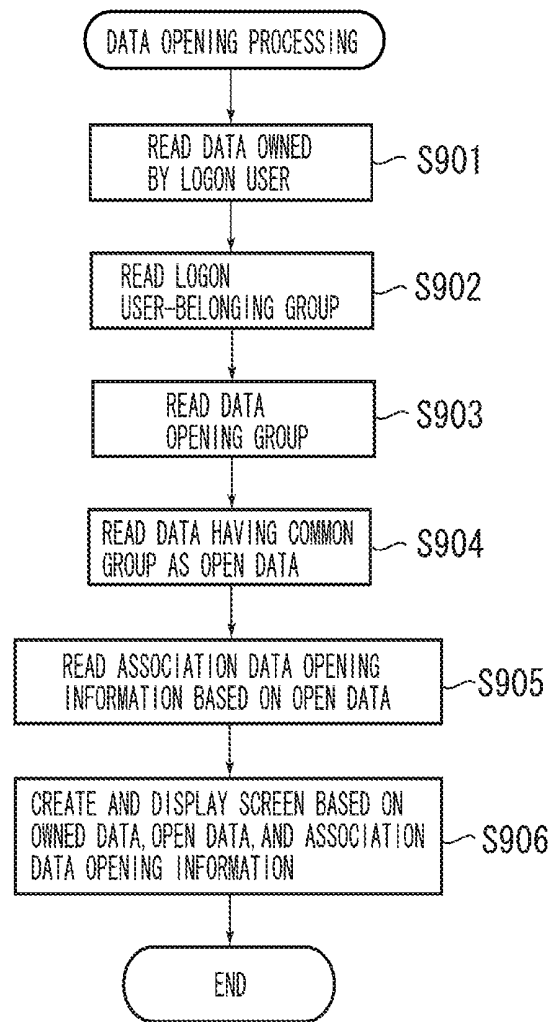 DATA OPENING PROCESSING
READ DATA OWNED
BY LOGON USER
S901
READ LOGON
USER-BELONGING GROUP
S902
READ DATA
OPENING GROUP
S903
READ DATA HAVING COMMON
GROUP AS OPEN DATA
S904
READ ASSOCIATION DATA OPENING
INFORMATION BASED ON OPEN DATA
S905
CREATE AND DISPLAY SCREEN BASED ON
OWNED DATA, OPEN DATA, AND ASSOCIATION
DATA OPENING INFORMATION
S906
END